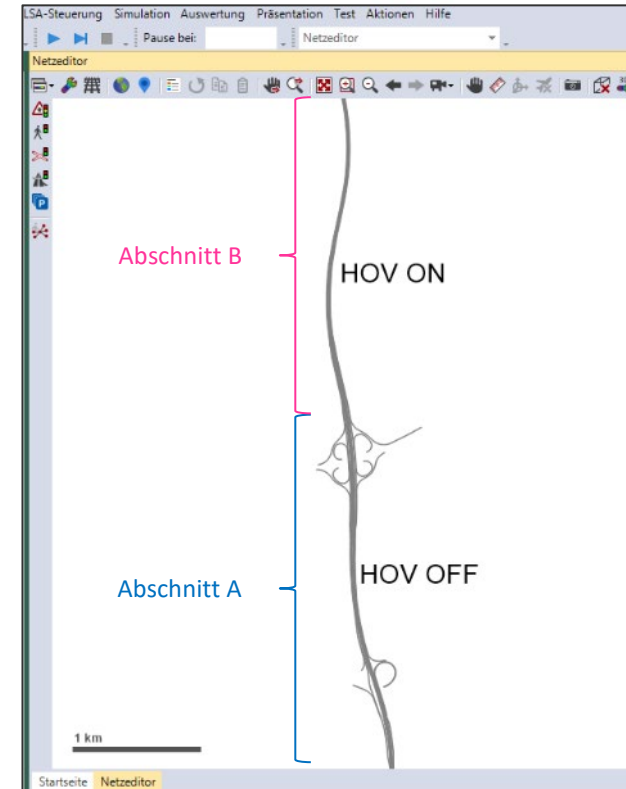 LSA-Steuerung Simulation Auswertung Präsentation Test Aktionen Hilfe
Pause bei: Netzeditor
Netzeditor
Abschnitt B
HOV ON
Abschnitt A
HOV OFF
1 km
Startseite Netzeditor